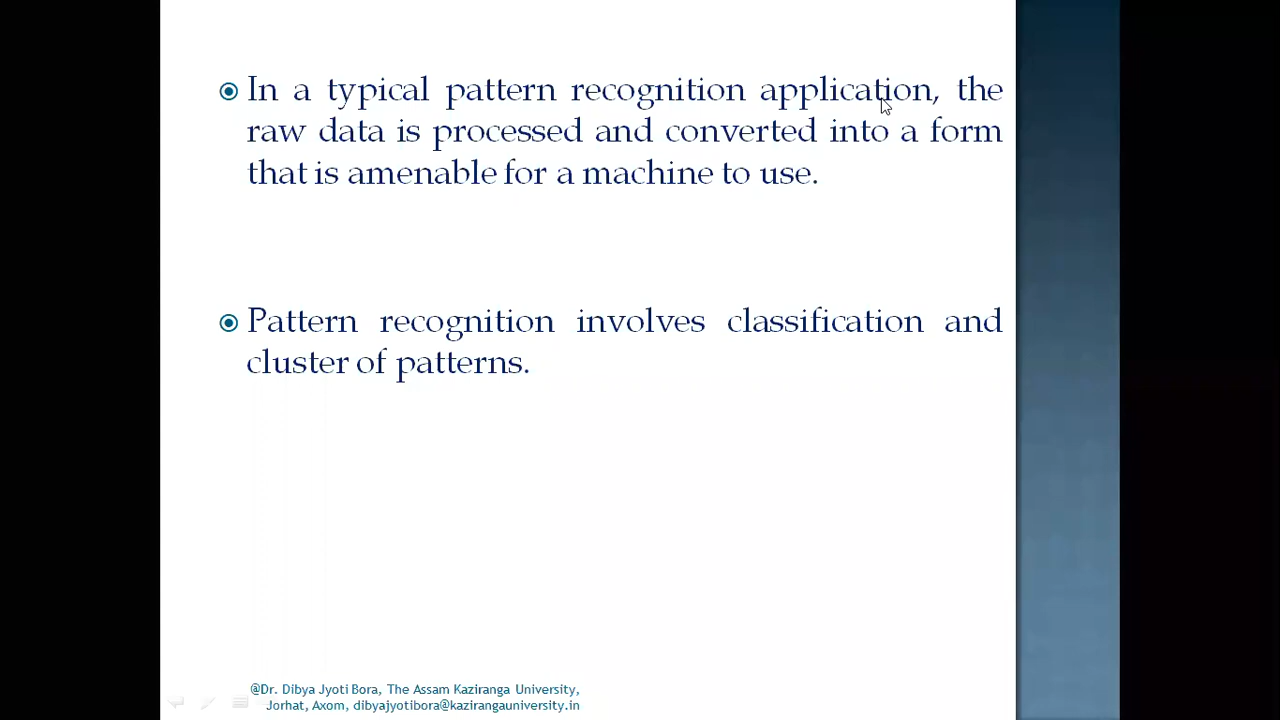 In a typical pattern recognition application, the
raw data is processed and converted into a form
that is amenable for a machine to use.
Pattern recognition involves classification and
cluster of patterns.
@Dr. Dibya Jyoti Bora, The Assam Kaziranga University,
Jorhat, Axom, dibyajyotibora@kazirangauniversity.in